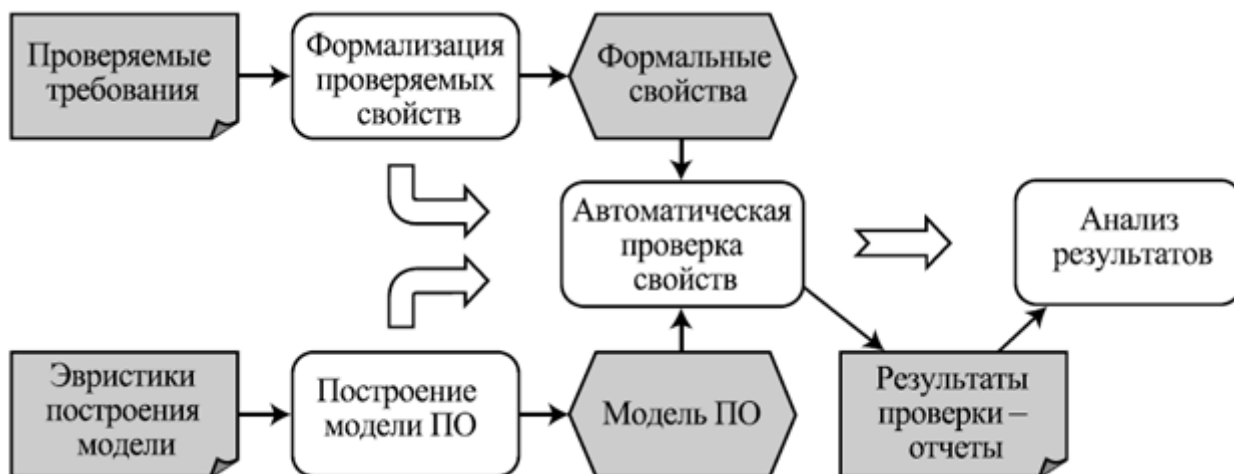 Проверяемые
требования
Формализация
проверяемых
свойств
Формальные
свойства
Автоматическая
проверка
свойств
Анализ
результатов
Эвристики
построения
модели
Построение
модели ПО
Модель ПО
Результаты
проверки –
отчеты